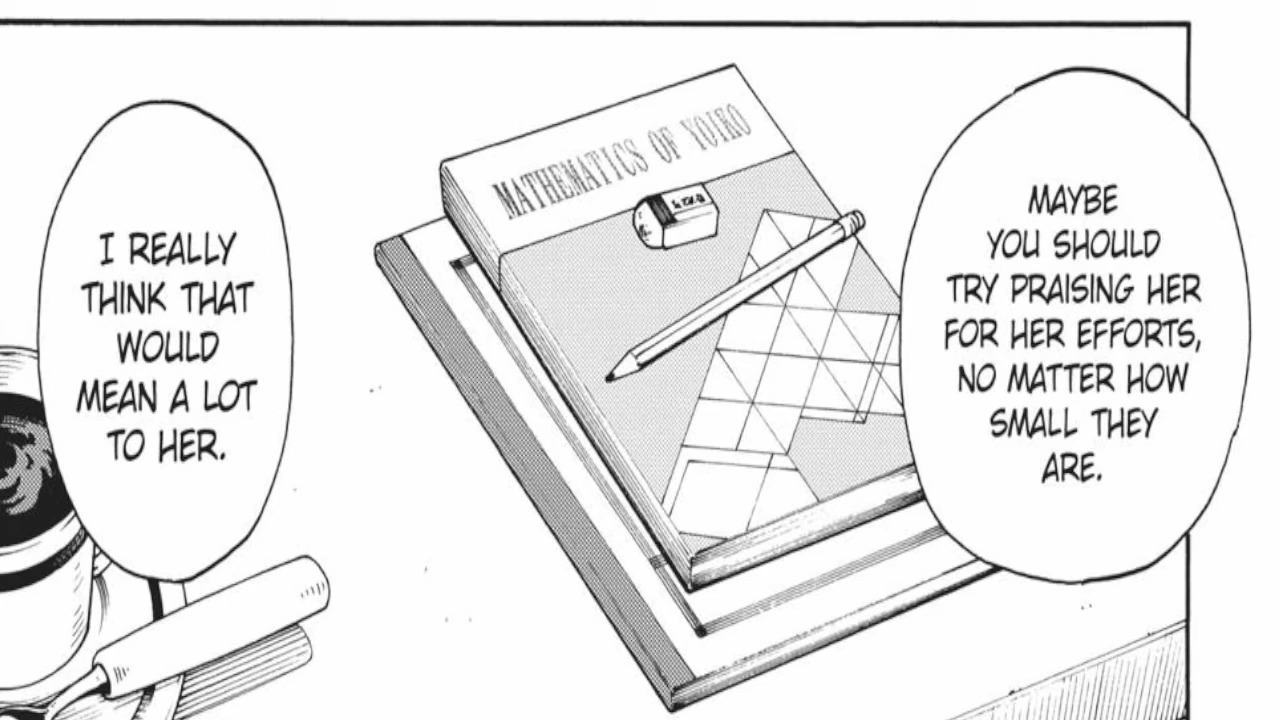 MAYBE
YOU SHOULD
TRY PRAISING HER
FOR HER EFFORTS,
NO MATTER HOW
SMALL THEY
ARE.
MATHEMATICS OF YOIKO
I REALLY
THINK THAT
WOULD
MEAN A LOT
TO HER.